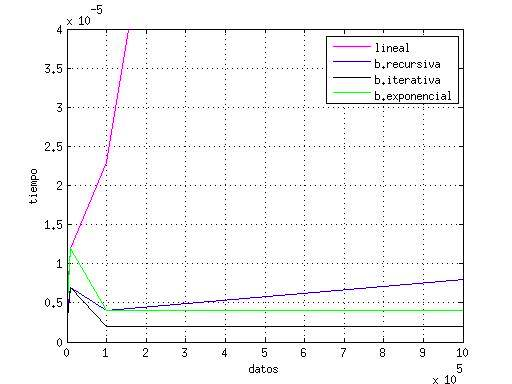 x 10 -5
4
3.5
3
2.5
2
1.5
1
0.5
0
tiempo
lineal
b.recursiva
b.iterativa
b.exponencial
0 1 2 3 4 5 6 7 8 9 10
datos
x 10 5